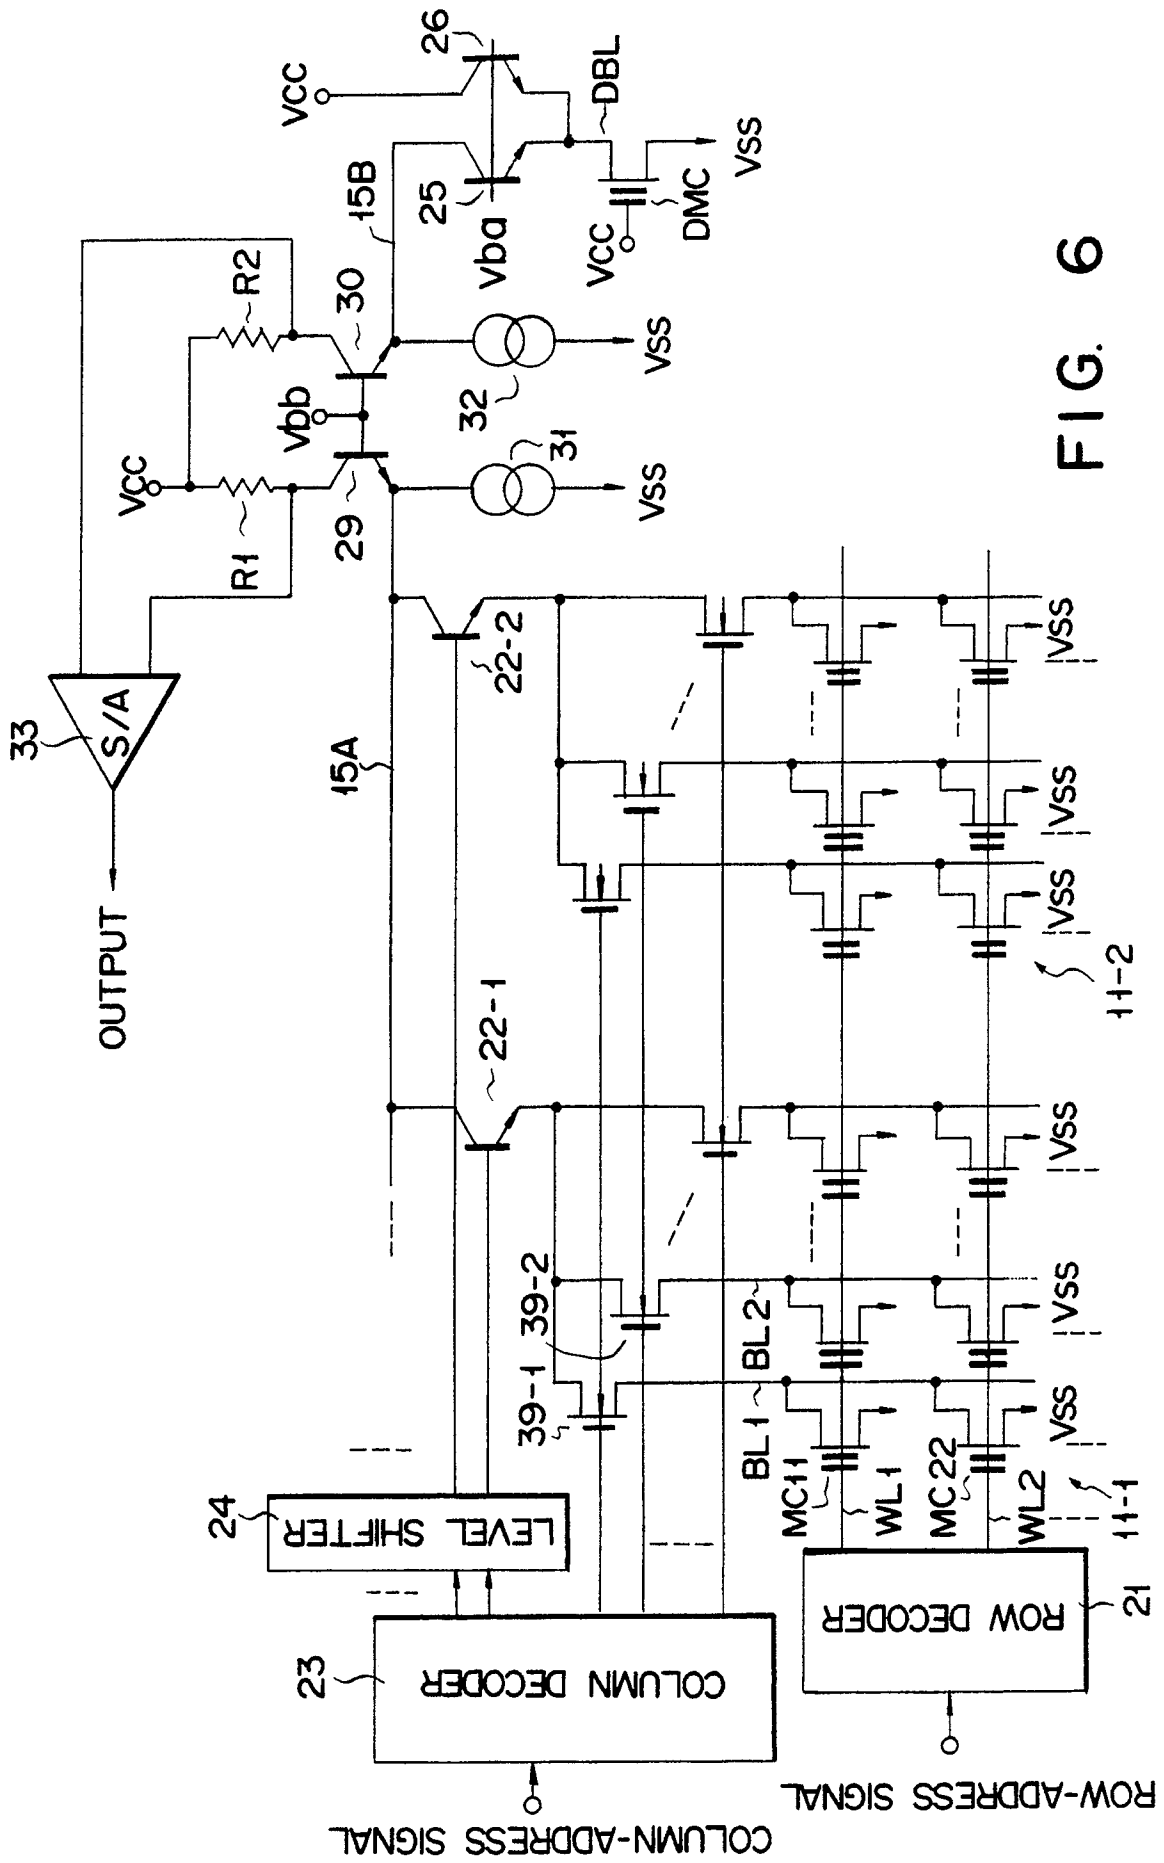 33
S/A
OUTPUT
VCC
R1
R2
Vbb
29
30
15A
15B
VCC
26
25
Vba
31
32
VSS
VSS
VCC
DMC
DBL
VSS
24
LEVEL SHIFTER
22-1
22-2
23
COLUMN DECODER
COLUMN-ADDRESS SIGNAL
39-1
39-2
BL1
BL2
MC11
WL1
MC22
WL2
VSS
VSS
VSS
VSS
VSS
VSS
11-1
11-2
ROW DECODER
21
ROW-ADDRESS SIGNAL
FIG. 6